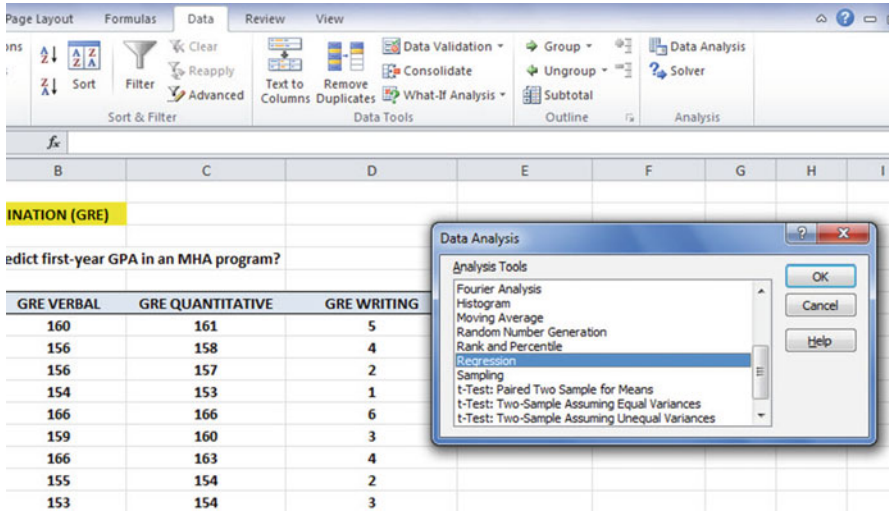 Page Layout Formulas Data Review View
ons Clear Data Validation Group Data Analysis
Reapply Consolidate Ungroup Solver
Sort Filter Advanced Text to Columns Remove Duplicates What-If Analysis Subtotal
Sort & Filter Data Tools Outline Analysis
fx
B C D E F G H I
INATION (GRE)
edict first-year GPA in an MHA program?
GRE VERBAL GRE QUANTITATIVE GRE WRITING
160 161 5
156 158 4
156 157 2
154 153 1
166 166 6
159 160 3
166 163 4
155 154 2
153 154 3
Data Analysis
Analysis Tools
Fourier Analysis
Histogram
Moving Average
Random Number Generation
Rank and Percentile
Regression
Sampling
t-Test: Paired Two Sample for Means
t-Test: Two-Sample Assuming Equal Variances
t-Test: Two-Sample Assuming Unequal Variances
OK
Cancel
Help